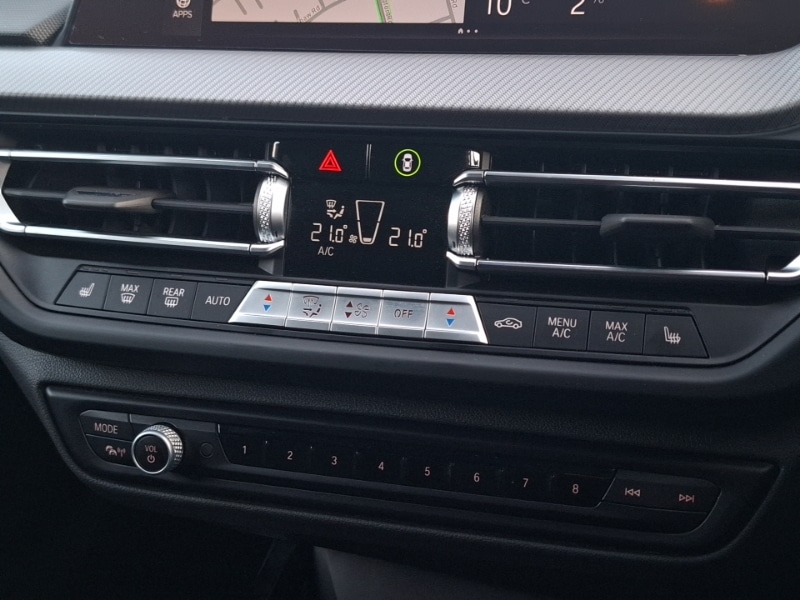 APPS
10°C
2
21.0 21.0°
A/C
MAX
REAR
AUTO
OFF
MENU
A/C
MAX
A/C
MODE
VOL
1 2 3 4 5 6 7 8